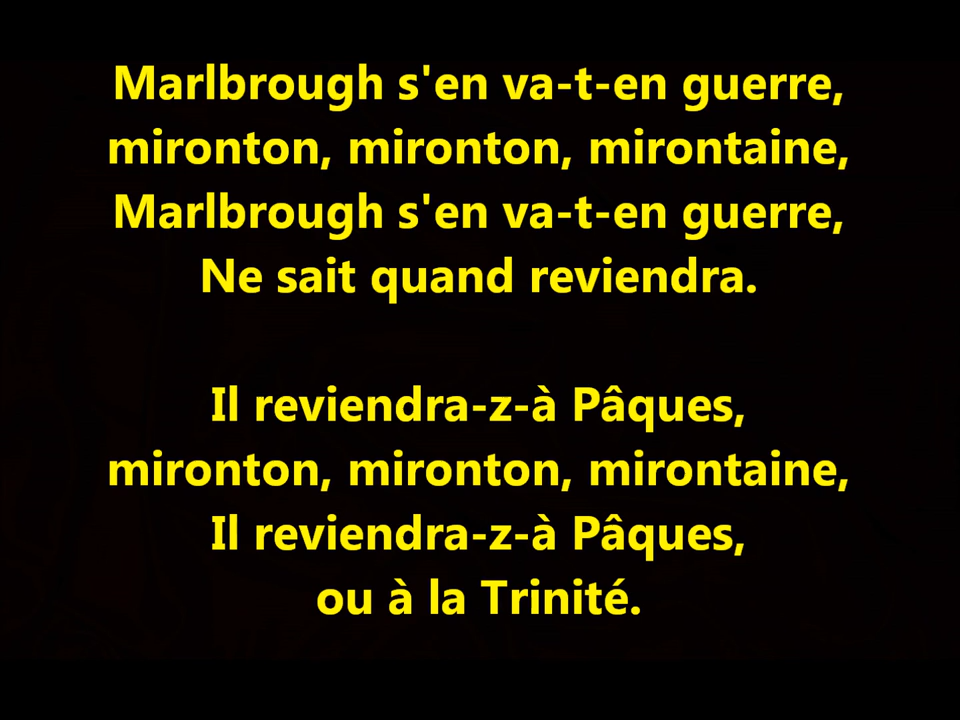 Marlbrough s'en va-t-en guerre,
mironton, mironton, mirontaine,
Marlbrough s'en va-t-en guerre,
Ne sait quand reviendra.
Il reviendra-z-à Pâques,
mironton, mironton, mirontaine,
Il reviendra-z-à Pâques,
ou à la Trinité.